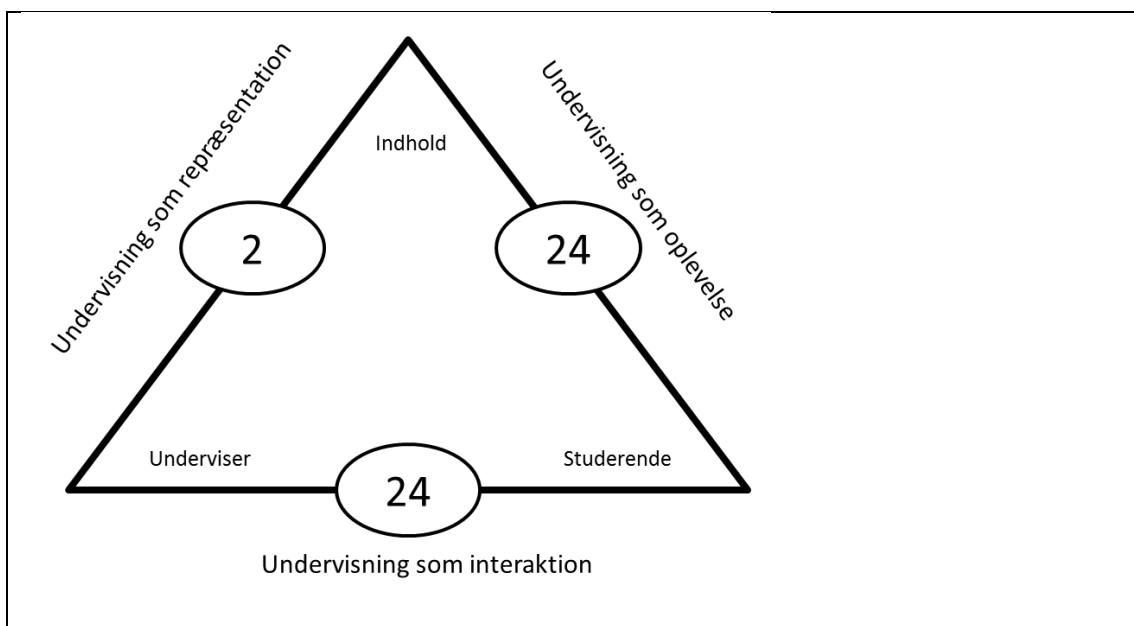 Undervisning som repræsentation
Undervisning som oplevelse
Indhold
2
24
Underviser
Studerende
24
Undervisning som interaktion